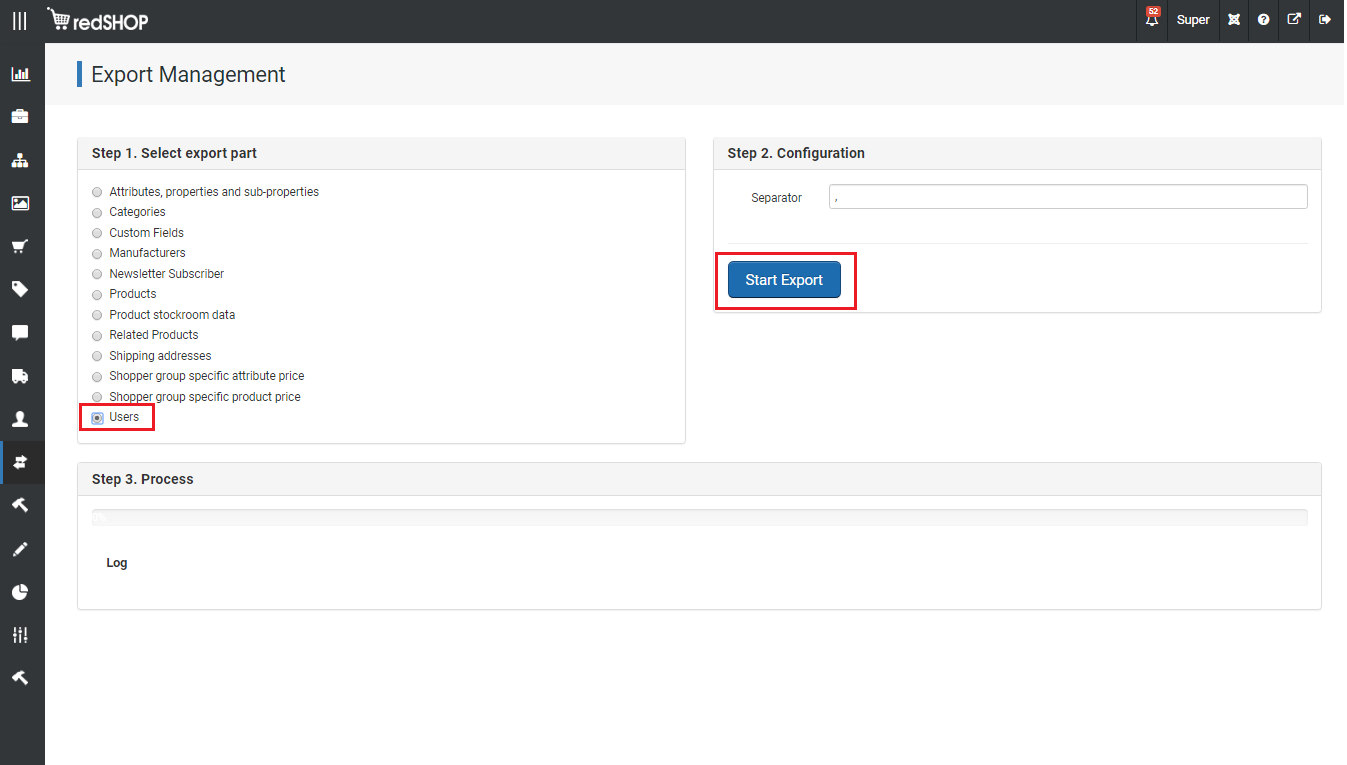 redSHOP
52
Super
Export Management
Step 1. Select export part
Attributes, properties and sub-properties
Categories
Custom Fields
Manufacturers
Newsletter Subscriber
Products
Product stockroom data
Related Products
Shipping addresses
Shopper group specific attribute price
Shopper group specific product price
Users
Step 2. Configuration
Separator
,
Start Export
Step 3. Process
Log